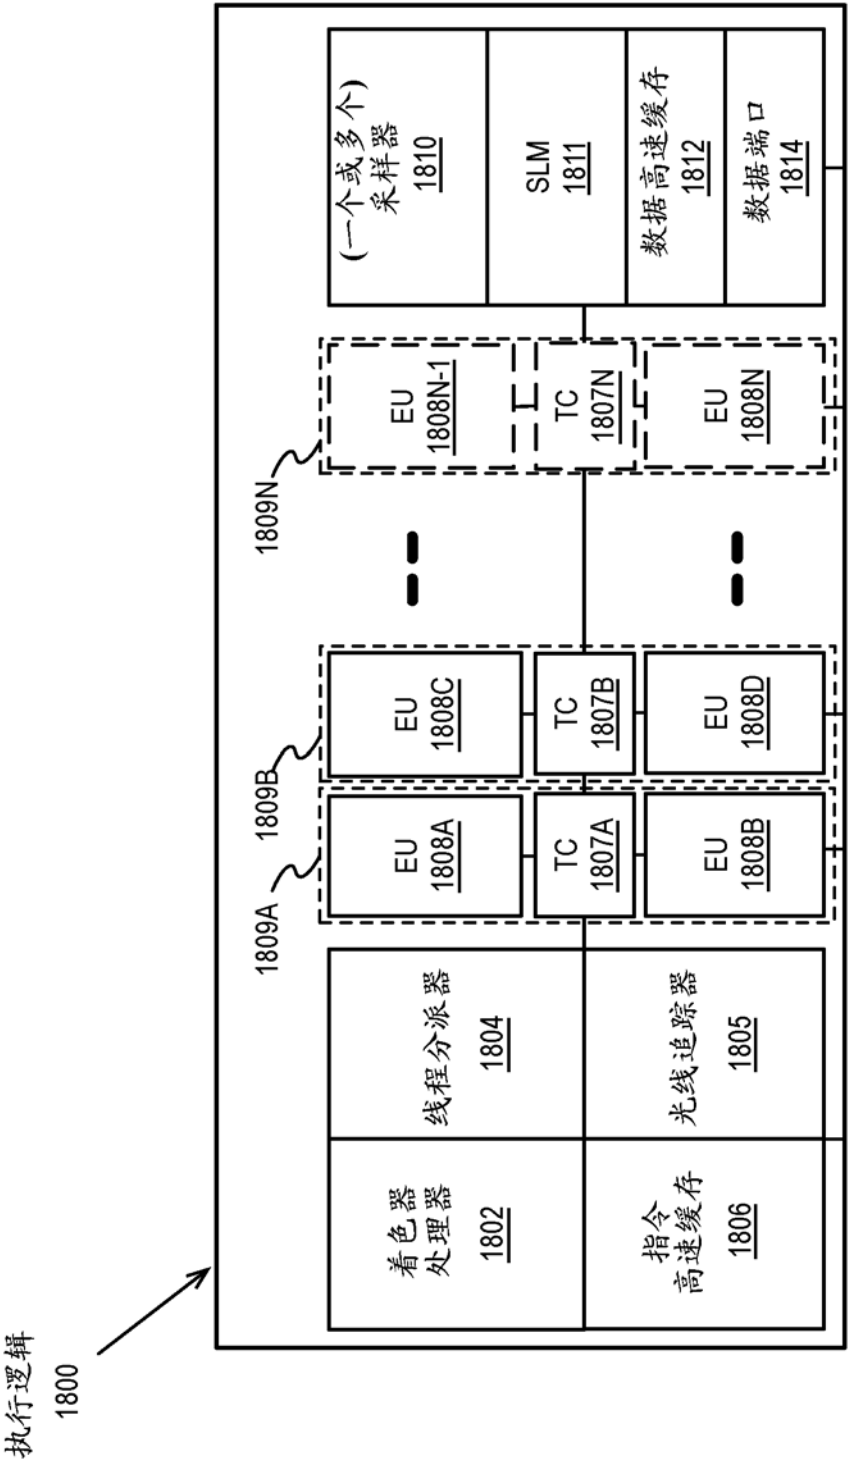 执行逻辑
1800
着色器
处理器
1802
线程分派器
1804
指令
高速缓存
1806
光线追踪器
1805
1809A
EU
1808A
TC
1807A
EU
1808B
1809B
EU
1808C
TC
1807B
EU
1808D
1809N
EU
1808N-1
TC
1807N
EU
1808N
(一个或多个)
采样器
1810
SLM
1811
数据高速缓存
1812
数据端口
1814